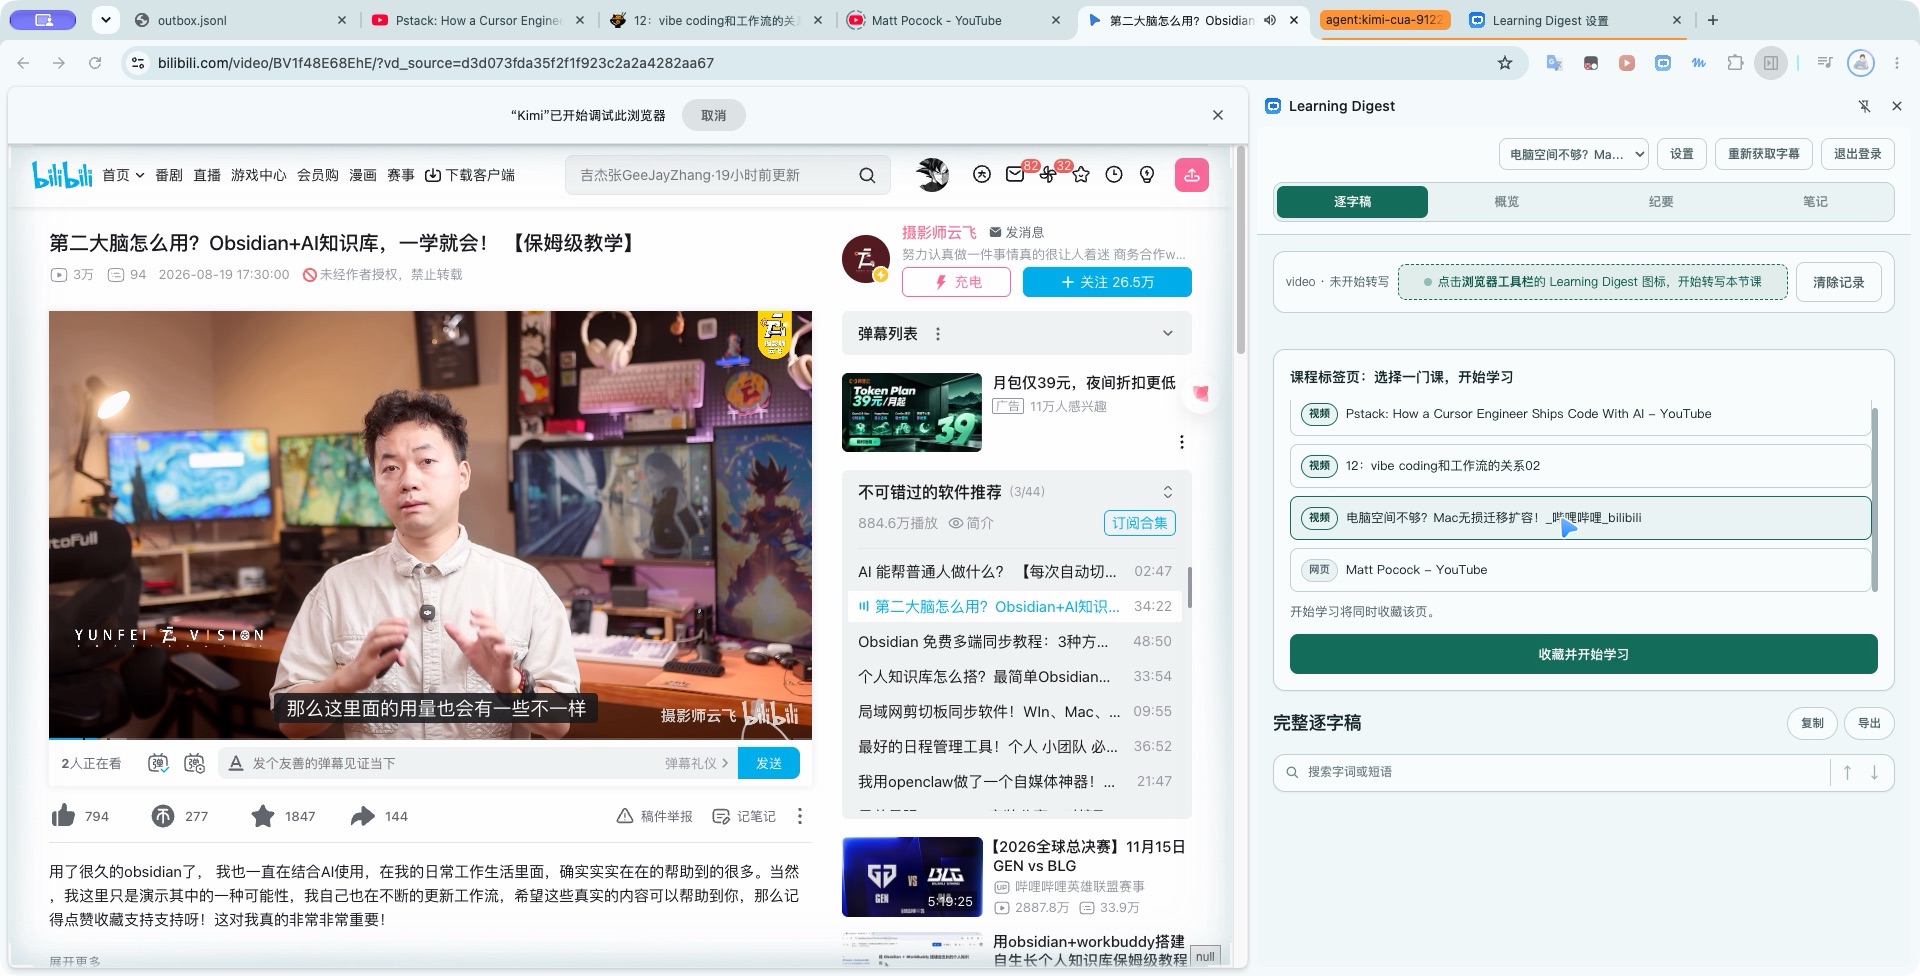 outbox.jsonl
Pstack: How a Cursor Engine
12：vibe coding和工作流的关
Matt Pocock - YouTube
第二大脑怎么用？Obsidian
agent:kimi-cua-9122
Learning Digest 设置
bilibili.com/video/BV1f48E68EhE/?vd_source=d3d073fda35f2f1f923c2a2a4282aa67
“Kimi”已开始调试此浏览器
取消
bilibili
首页
番剧
直播
游戏中心
会员购
漫画
赛事
下载客户端
吉杰张GeeJayZhang·19小时前更新
82
32
第二大脑怎么用？Obsidian+AI知识库，一学就会！ 【保姆级教学】
3万
94
2026-08-19 17:30:00
未经作者授权，禁止转载
摄影师云飞
发消息
努力认真做一件事情真的很让人着迷 商务合作w...
充电
+ 关注 26.5万
toFull
YUNFEI VISION
那么这里面的用量也会有一些不一样
摄影师云飞 bilibili
2人正在看
发个友善的弹幕见证当下
弹幕礼仪 >
发送
794
277
1847
144
稿件举报
记笔记
用了很久的obsidian了， 我也一直在结合AI使用，在我的日常工作生活里面，确实实实在在的帮助到的很多。当然
，我这里只是演示其中的一种可能性，我自己也在不断的更新工作流，希望这些真实的内容可以帮助到你，那么记
得点赞收藏支持支持呀！这对我真的非常非常重要！
展开更多
弹幕列表
Token Plan
39元/月起
39
月包仅39元，夜间折扣更低
广告
11万人感兴趣
不可错过的软件推荐 (3/44)
884.6万播放
简介
订阅合集
AI 能帮普通人做什么？ 【每次自动切... 02:47
第二大脑怎么用？Obsidian+AI知识... 34:22
Obsidian 免费多端同步教程：3种方... 48:50
个人知识库怎么搭？最简单Obsidian... 33:54
局域网剪切板同步软件！WIn、Mac、... 09:55
最好的日程管理工具！个人 小团队 必... 36:52
我用openclaw做了一个自媒体神器！... 21:47
GEN
VS
BLG
5:19:25
【2026全球总决赛】11月15日
GEN vs BLG
UP 哔哩哔哩英雄联盟赛事
2887.8万
33.9万
用obsidian+workbuddy搭建
自生长个人知识库保姆级教程
null
Learning Digest
电脑空间不够？Ma...
设置
重新获取字幕
退出登录
逐字稿
概览
纪要
笔记
video · 未开始转写
点击浏览器工具栏的 Learning Digest 图标，开始转写本节课
清除记录
课程标签页：选择一门课，开始学习
视频 Pstack: How a Cursor Engineer Ships Code With AI – YouTube
视频 12：vibe coding和工作流的关系02
视频 电脑空间不够？Mac无损迁移扩容！_哔哩哔哩_bilibili
网页 Matt Pocock – YouTube
开始学习将同时收藏该页。
收藏并开始学习
完整逐字稿
复制
导出
搜索字词或短语